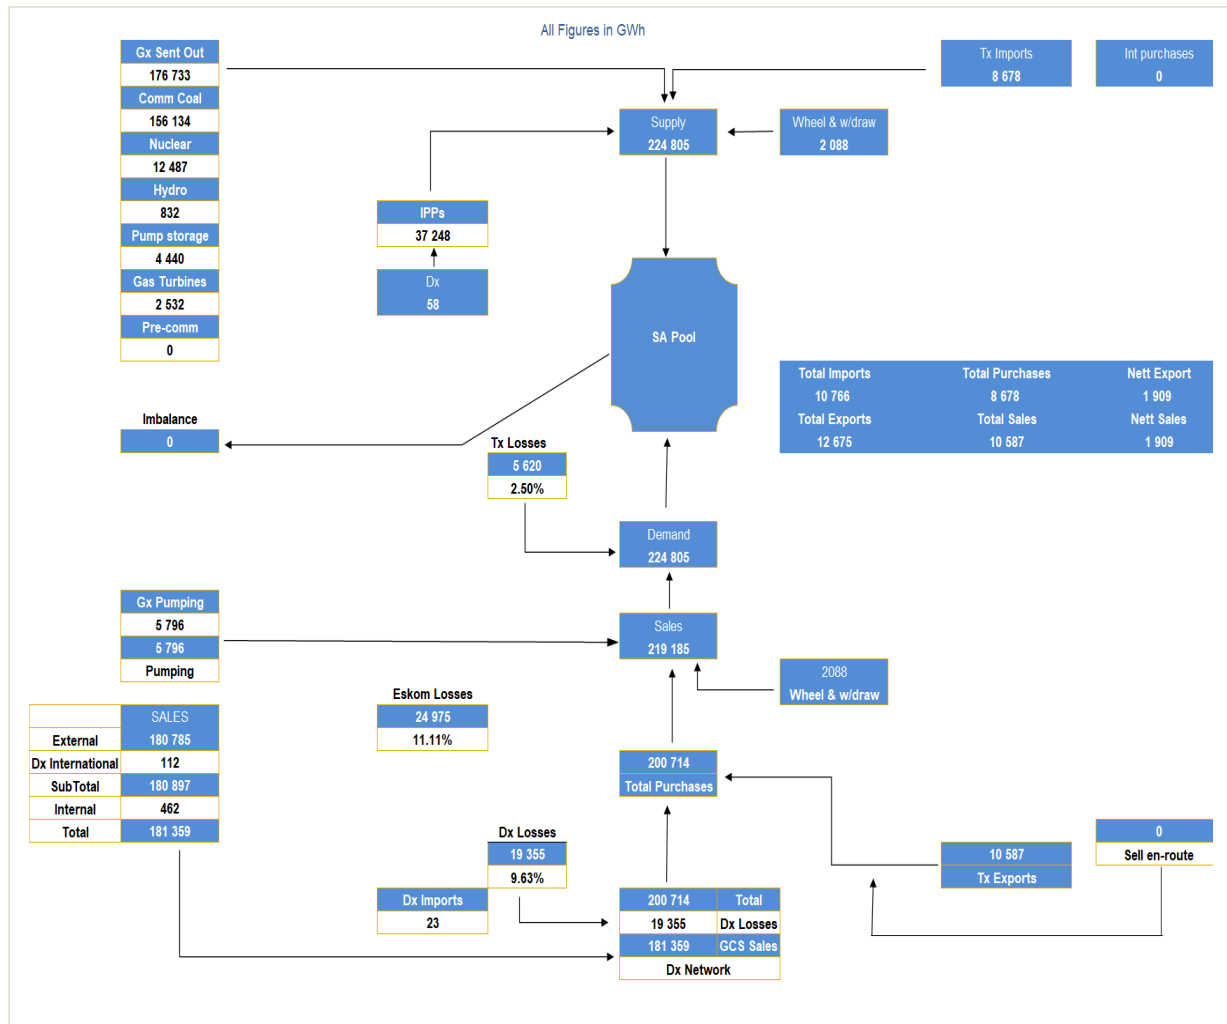 All Figures in GWh
Gx Sent Out
176 733
Comm Coal
156 134
Nuclear
12 487
Hydro
832
Pump storage
4 440
Gas Turbines
2 532
Pre-comm
0
Tx Imports
8 678
Int purchases
0
Supply
224 805
Wheel & w/draw
2 088
IPPs
37 248
Dx
58
SA Pool
Total Imports Total Purchases Nett Export
10 766 8 678 1 909
Total Exports Total Sales Nett Sales
12 675 10 587 1 909
Imbalance
0
Tx Losses
5 620
2.50%
Demand
224 805
Gx Pumping
5 796
5 796
Pumping
Sales
219 185
2088
Wheel & w/draw
Eskom Losses
24 975
11.11%
SALES
External 180 785
Dx International 112
SubTotal 180 897
Internal 462
Total 181 359
200 714
Total Purchases
Dx Losses
19 355
9.63%
10 587
Tx Exports
0
Sell en-route
Dx Imports
23
200 714 Total
19 355 Dx Losses
181 359 GCS Sales
Dx Network